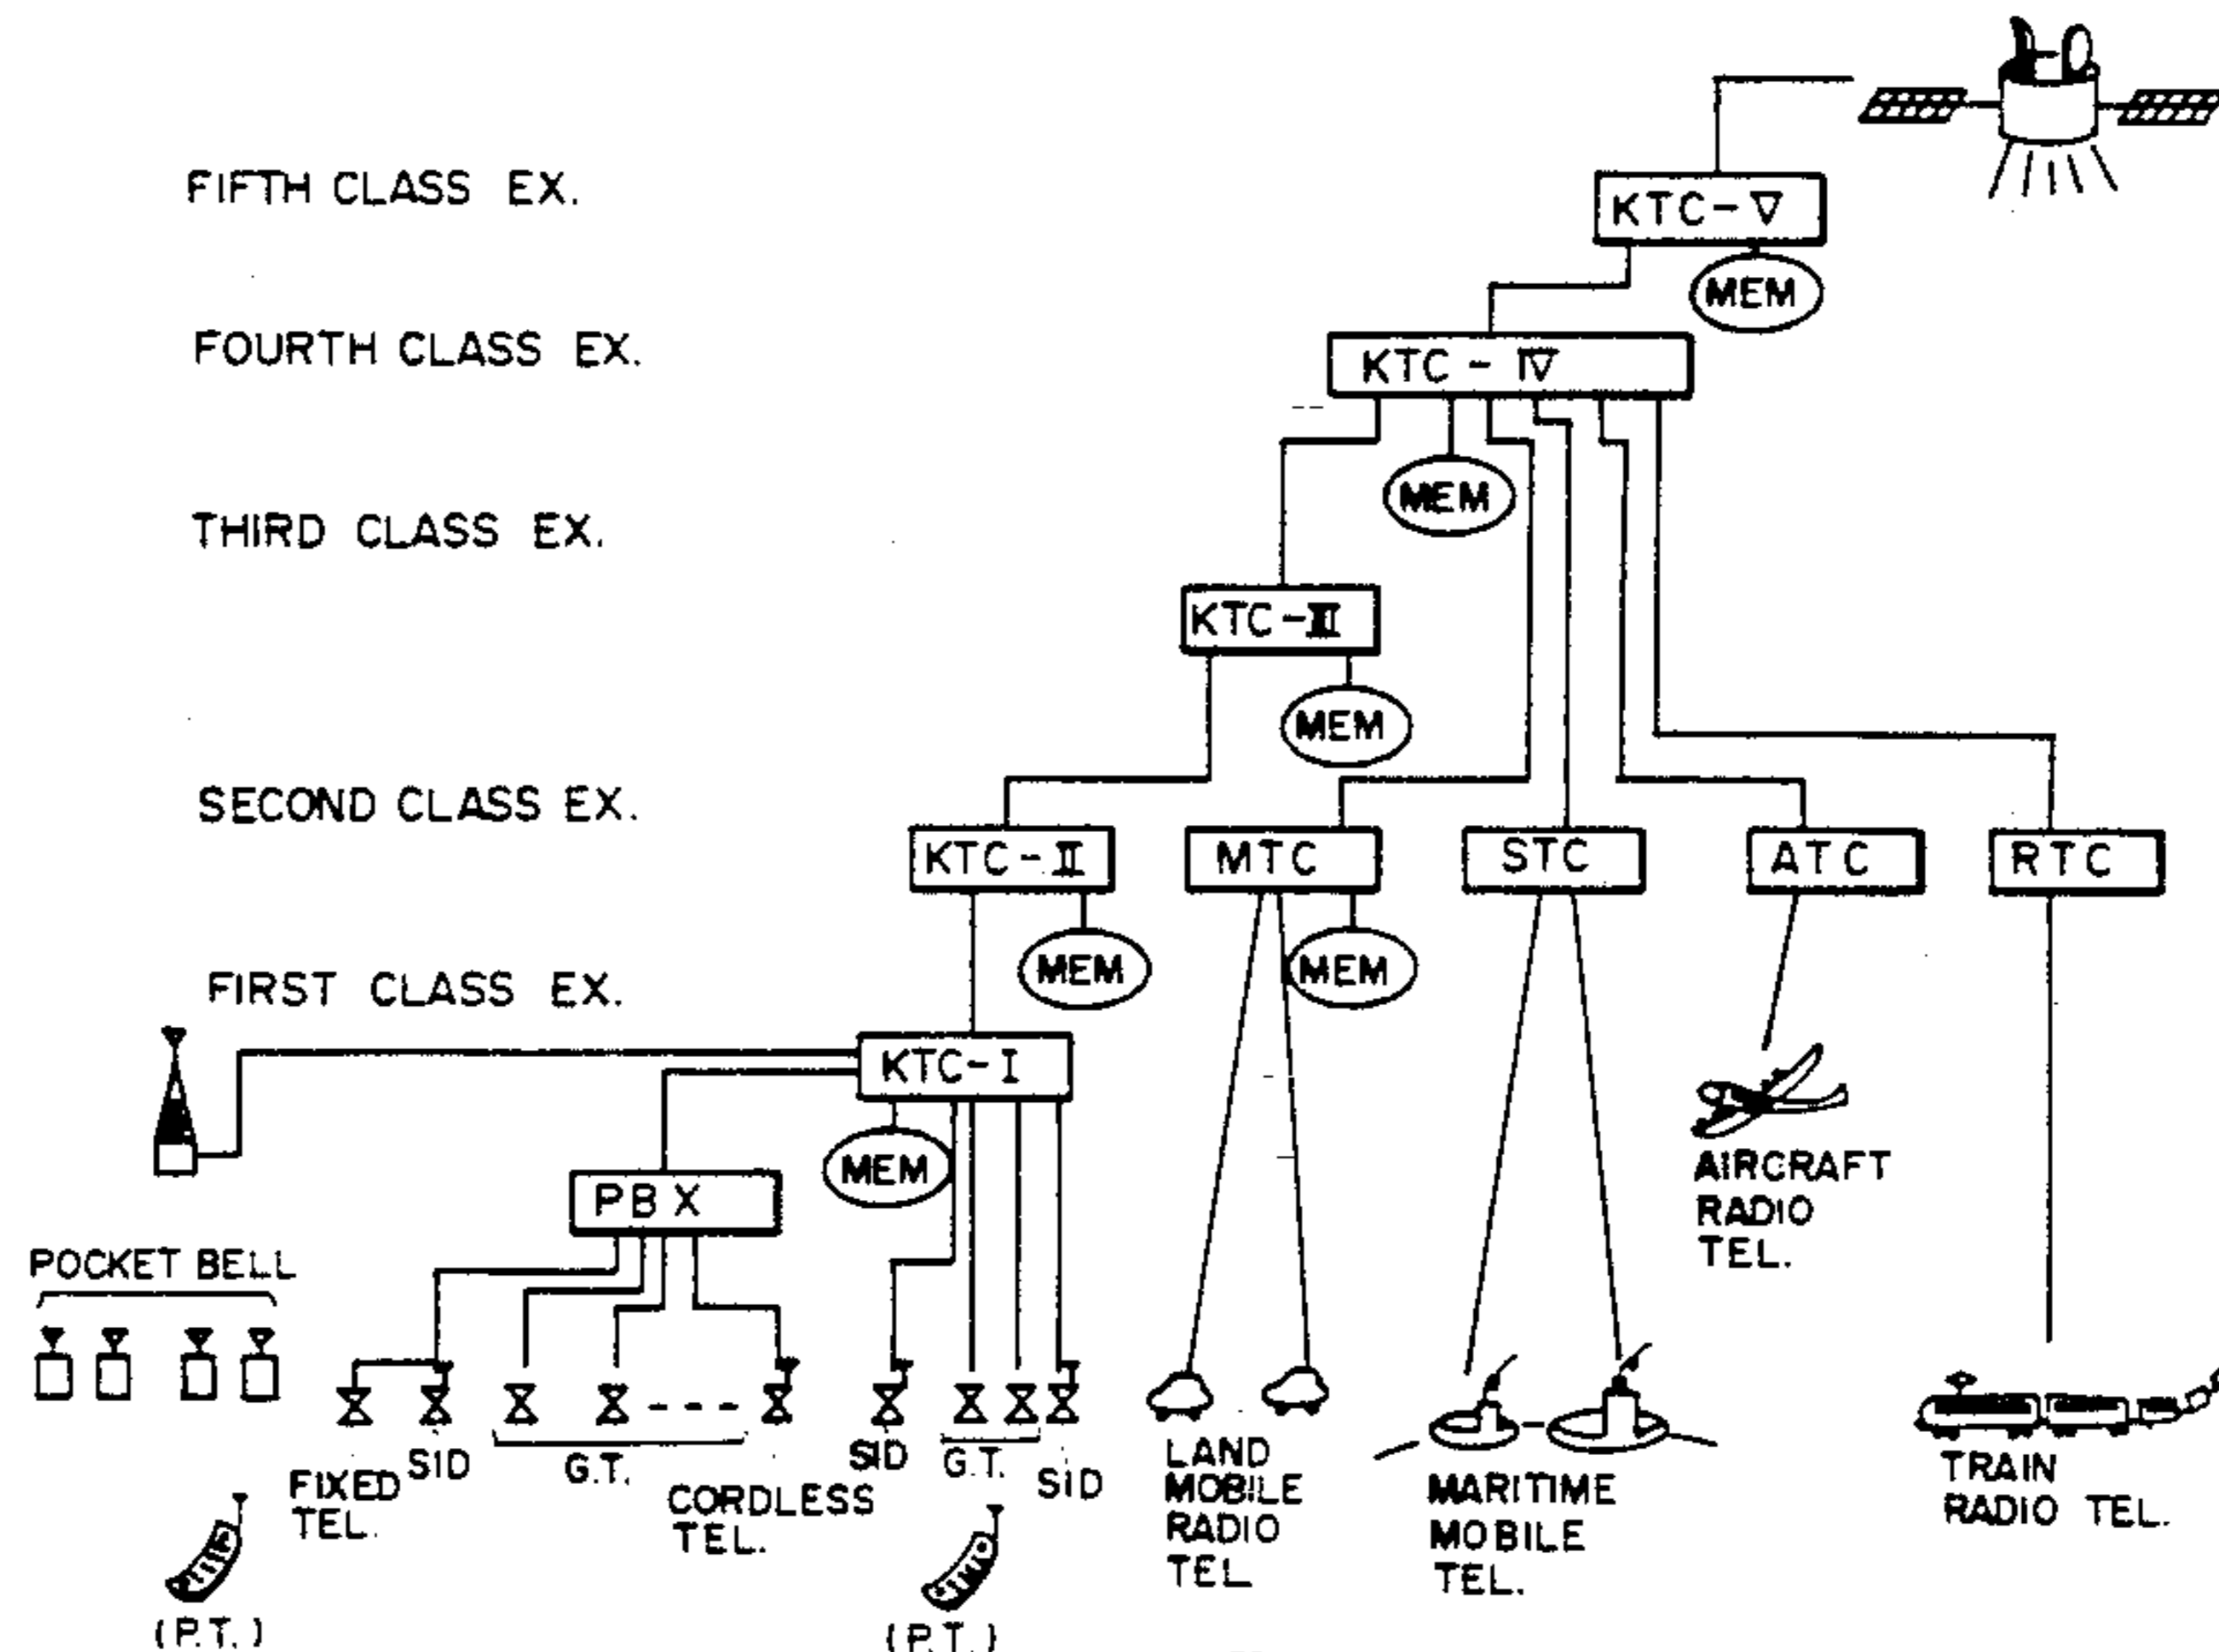 FIFTH CLASS EX.
KTC-V
MEM
FOURTH CLASS EX.
KTC - IV
MEM
THIRD CLASS EX.
KTC-III
MEM
SECOND CLASS EX.
KTC-II
MTC
STC
ATC
RTC
MEM
MEM
FIRST CLASS EX.
KTC-I
MEM
PBX
AIRCRAFT
RADIO
TEL.
POCKET BELL
FIXED
TEL.
SID
G.T.
CORDLESS
TEL.
SID
G.T.
SID
LAND
MOBILE
RADIO
TEL
MARITIME
MOBILE
TEL.
TRAIN
RADIO TEL.
(P.T.)
(P.T.)